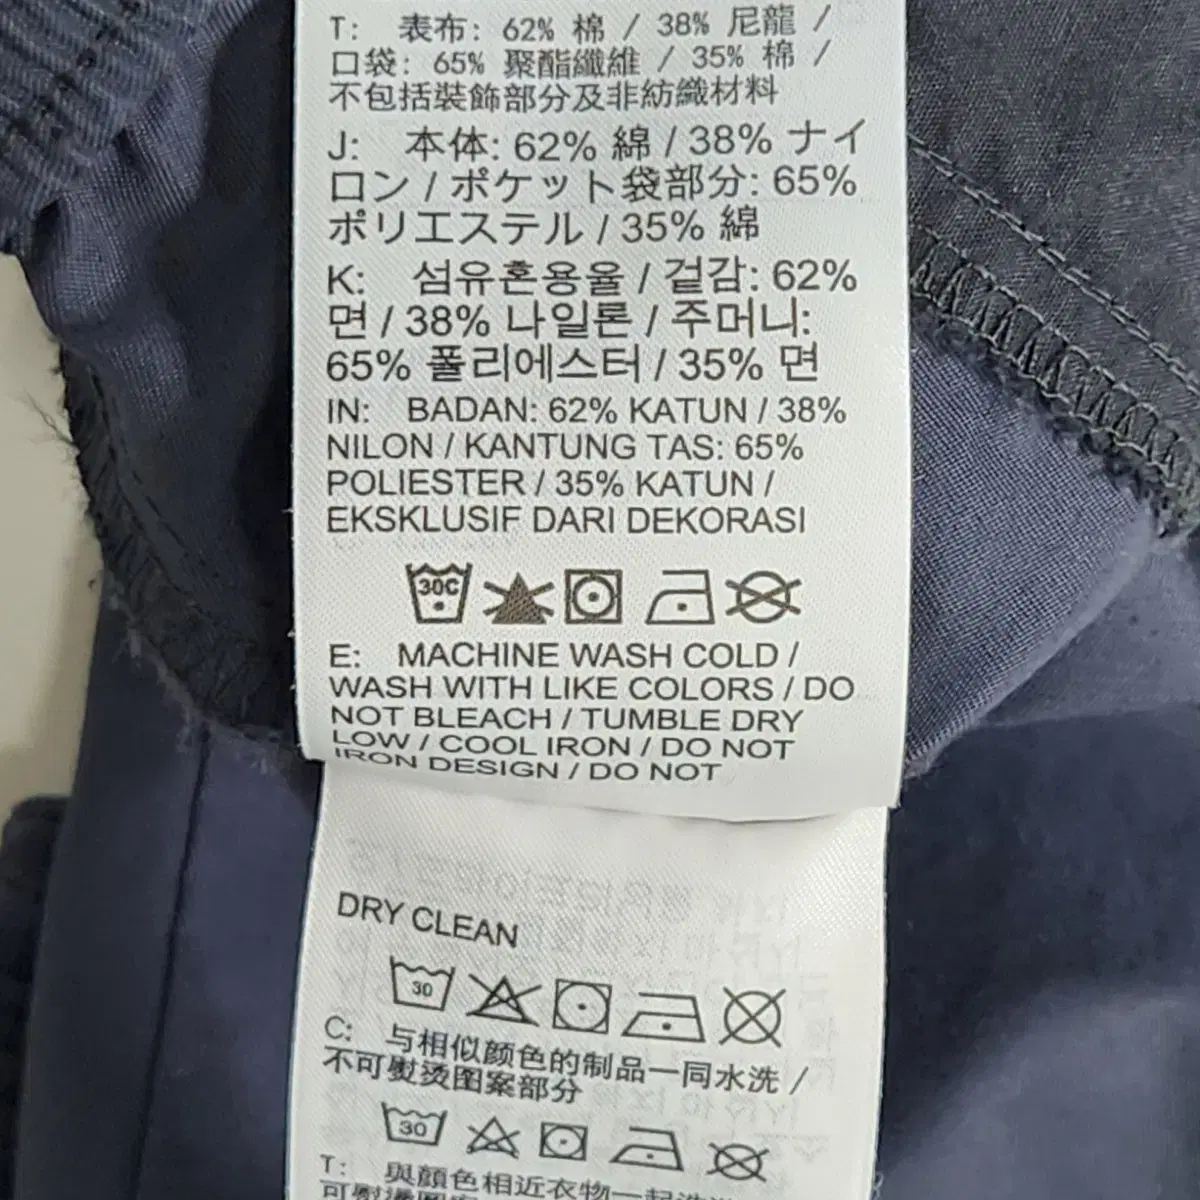 T: 表布: 62% 棉 / 38% 尼龍 /
口袋: 65% 聚酯纖維 / 35% 棉 /
不包括裝飾部分及非紡織材料
J: 本体: 62% 綿 / 38% ナイ
ロン / ポケット袋部分: 65%
ポリエステル / 35% 綿
K: 섬유혼용율 / 겉감: 62%
면 / 38% 나일론 / 주머니:
65% 폴리에스터 / 35% 면
IN: BADAN: 62% KATUN / 38%
NILON / KANTUNG TAS: 65%
POLIESTER / 35% KATUN /
EKSKLUSIF DARI DEKORASI
30C
E: MACHINE WASH COLD /
WASH WITH LIKE COLORS / DO
NOT BLEACH / TUMBLE DRY
LOW / COOL IRON / DO NOT
IRON DESIGN / DO NOT
DRY CLEAN
30
C: 与相似颜色的制品一同水洗 /
不可熨烫图案部分
30
T: 與顏色相近衣物一起洗